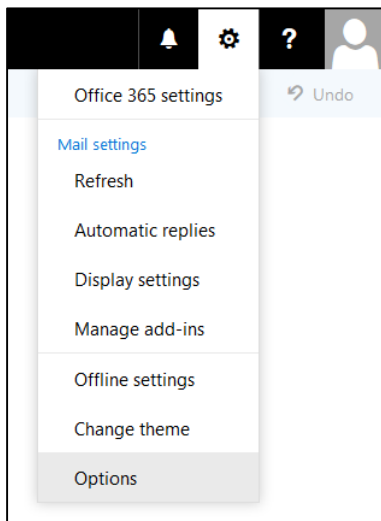 ?
Office 365 settings
Undo
Mail settings
Refresh
Automatic replies
Display settings
Manage add-ins
Offline settings
Change theme
Options